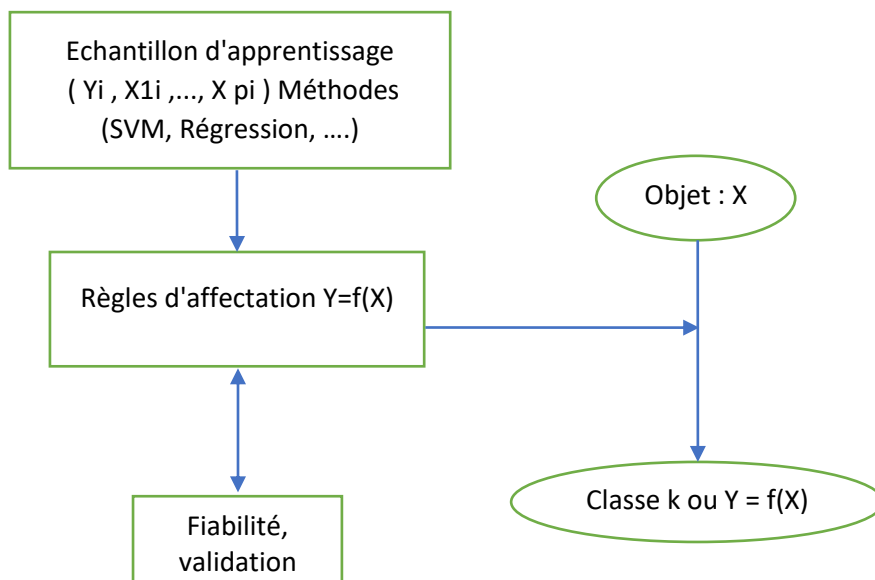 Echantillon d'apprentissage
( Yi , X1i ,..., X pi ) Méthodes
(SVM, Régression, ....)
Objet : X
Règles d'affectation Y=f(X)
Classe k ou Y = f(X)
Fiabilité,
validation